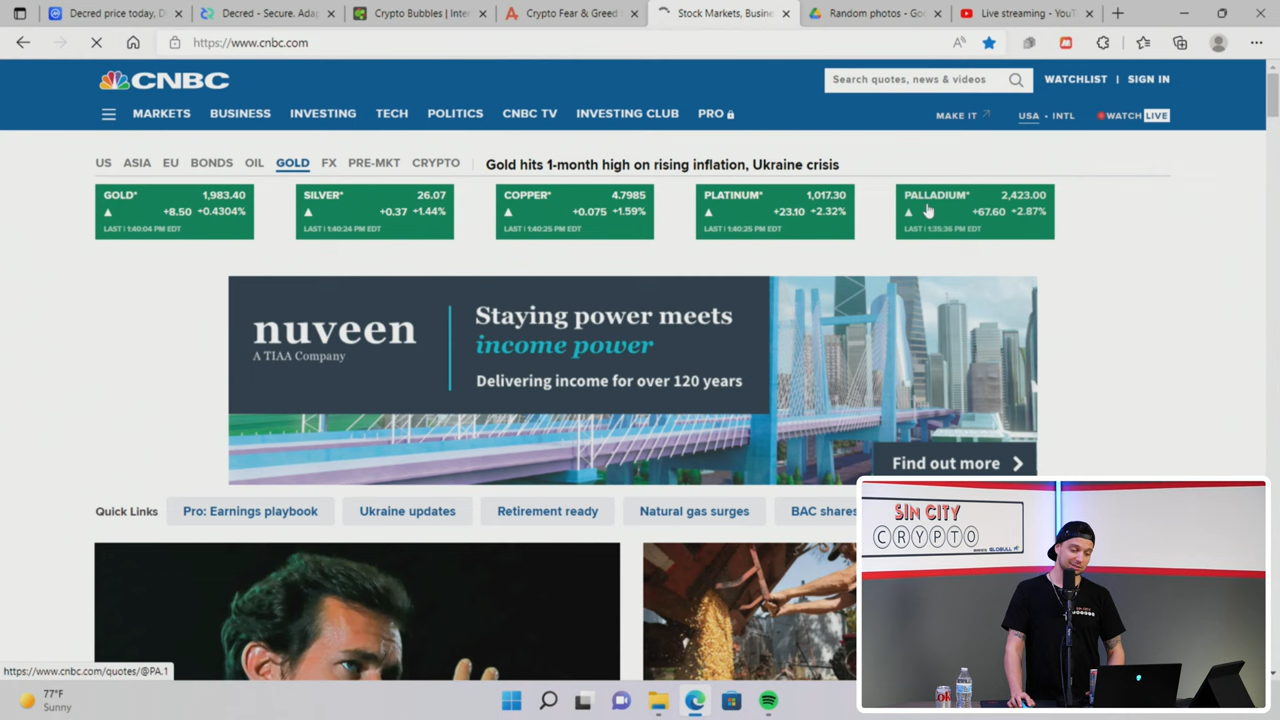 Decred price today, D
Decred - Secure. Ada
Crypto Bubbles | Inter
Crypto Fear & Greed
Stock Markets, Busine
Random photos - Goo
Live streaming - YouT
https://www.cnbc.com
CNBC
Search quotes, news & videos
WATCHLIST | SIGN IN
MARKETS BUSINESS INVESTING TECH POLITICS CNBC TV INVESTING CLUB PRO
MAKE IT USA • INTL WATCH LIVE
US ASIA EU BONDS OIL GOLD FX PRE-MKT CRYPTO
Gold hits 1-month high on rising inflation, Ukraine crisis
GOLD* 1,983.40
+8.50 +0.4304%
LAST | 1:40:04 PM EDT
SILVER* 26.07
+0.37 +1.44%
LAST | 1:40:24 PM EDT
COPPER* 4.7985
+0.075 +1.59%
LAST | 1:40:25 PM EDT
PLATINUM* 1,017.30
+23.10 +2.32%
LAST | 1:40:25 PM EDT
PALLADIUM* 2,423.00
+67.60 +2.87%
LAST | 1:35:36 PM EDT
nuveen
A TIAA Company
Staying power meets
income power
Delivering income for over 120 years
Find out more
Quick Links
Pro: Earnings playbook
Ukraine updates
Retirement ready
Natural gas surges
BAC shares
SIN CITY
CRYPTO
GLOBULL
https://www.cnbc.com/quotes/@PA.1
77°F
Sunny